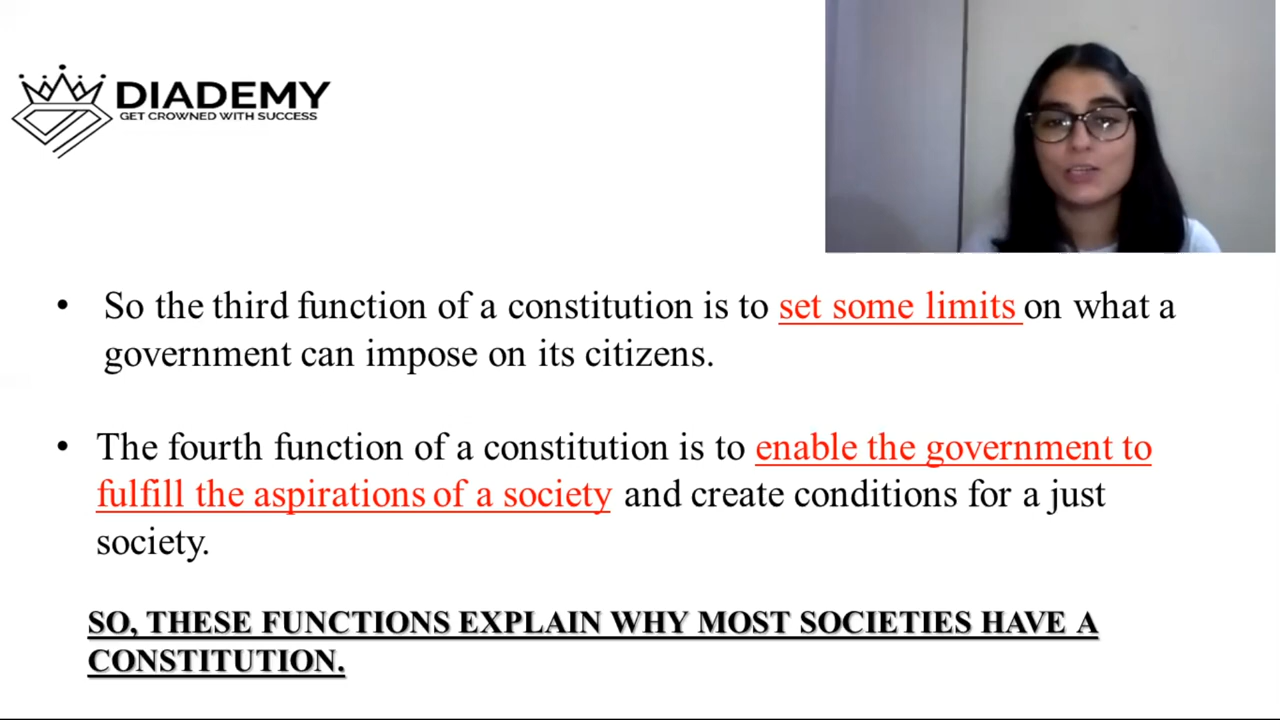 DIADEMY
GET CROWNED WITH SUCCESS
• So the third function of a constitution is to set some limits on what a
government can impose on its citizens.
• The fourth function of a constitution is to enable the government to
fulfill the aspirations of a society and create conditions for a just
society.
SO, THESE FUNCTIONS EXPLAIN WHY MOST SOCIETIES HAVE A
CONSTITUTION.